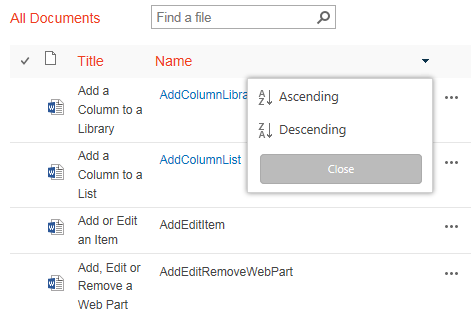 All Documents
Find a file
Title
Name
Add a
Column to a
Library
AddColumnLibra
A
Z
Ascending
Z
A
Descending
Close
Add a
Column to a
List
AddColumnList
Add or Edit
an Item
AddEditItem
Add, Edit or
Remove a
Web Part
AddEditRemoveWebPart